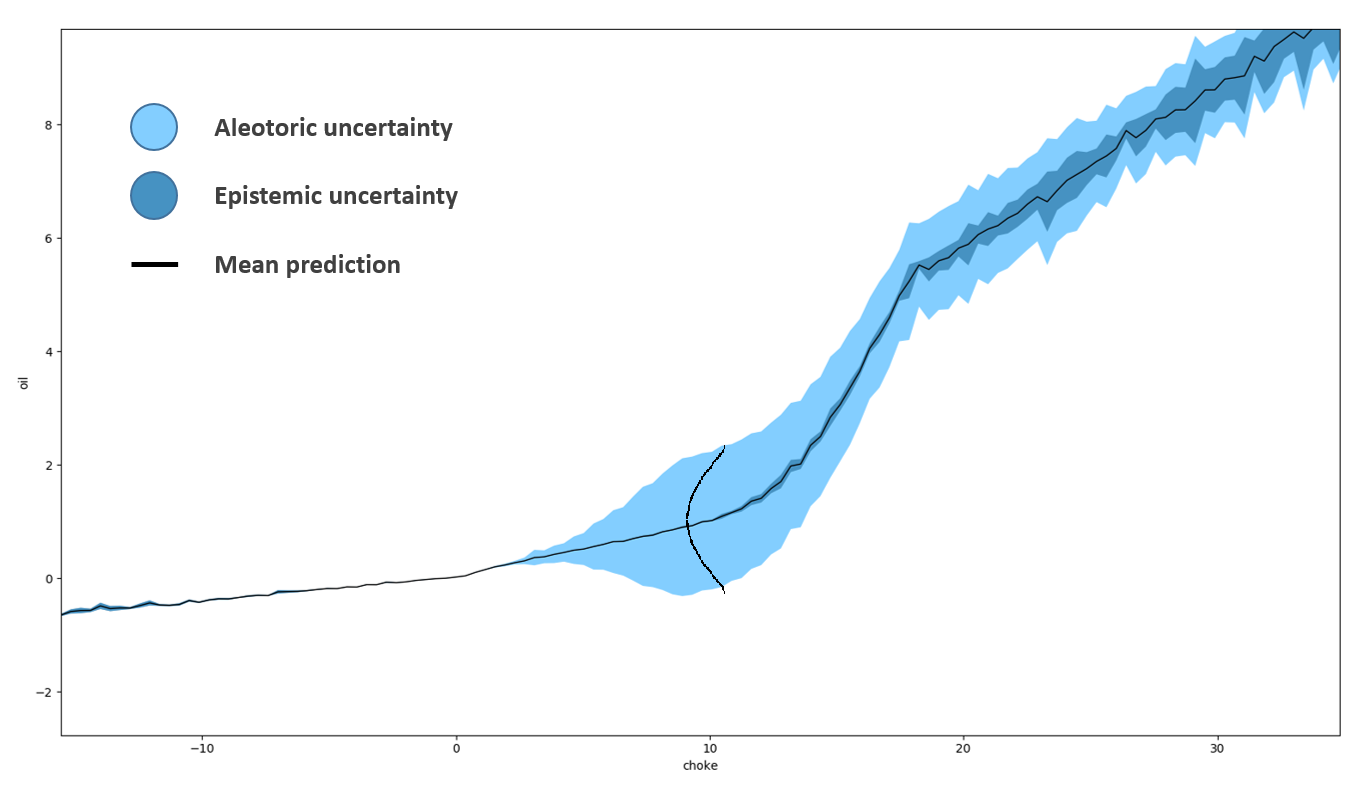 Aleotoric uncertainty
Epistemic uncertainty
Mean prediction
8
6
4
2
0
−2
oil
−10 0 10 20 30
choke